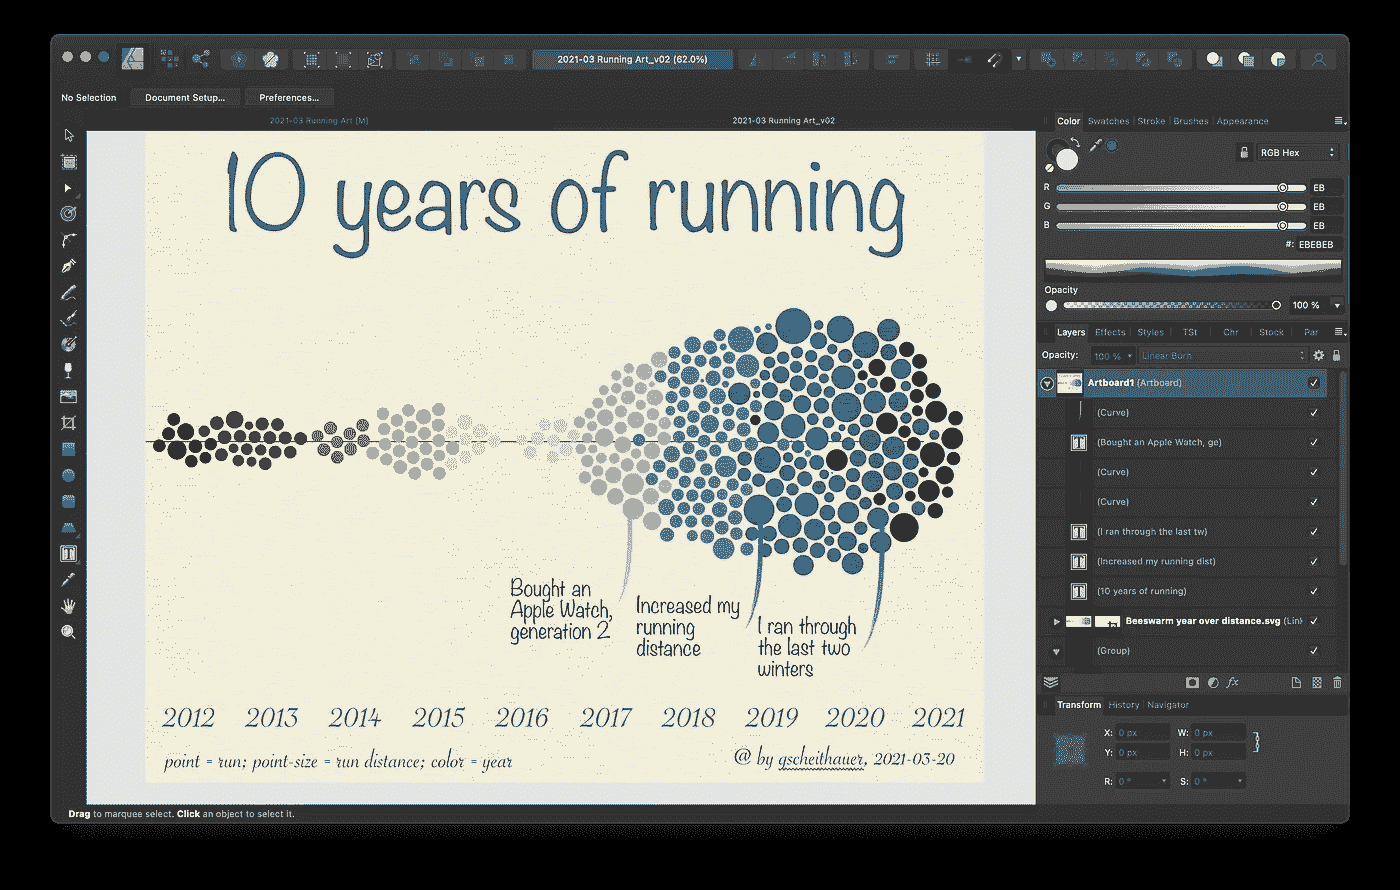 2021-03 Running Art_v02 (62.0%)
No Selection
Document Setup...
Preferences...
2021-03 Running Art [M]
2021-03 Running Art_v02
10 years of running
Bought an
Apple Watch,
generation 2
Increased my
running
distance
I ran through
the last two
winters
2012 2013 2014 2015 2016 2017 2018 2019 2020 2021
point = run; point-size = run distance; color = year
@ by gscheithauer, 2021-03-20
Color Swatches Stroke Brushes Appearance
RGB Hex
R EB
G EB
B EB
#: EBEBEB
Opacity
100 %
Layers Effects Styles TSt Chr Stock Par
Opacity: 100 % Linear Burn
Artboard1 (Artboard)
(Curve)
(Bought an Apple Watch, ge)
(Curve)
(Curve)
(I ran through the last tw)
(Increased my running dist)
(10 years of running)
Beeswarm year over distance.svg (Link
(Group)
fx
Transform History Navigator
X: 0 px W: 0 px
Y: 0 px H: 0 px
R: 0 ° S: 0 °
Drag to marquee select. Click an object to select it.